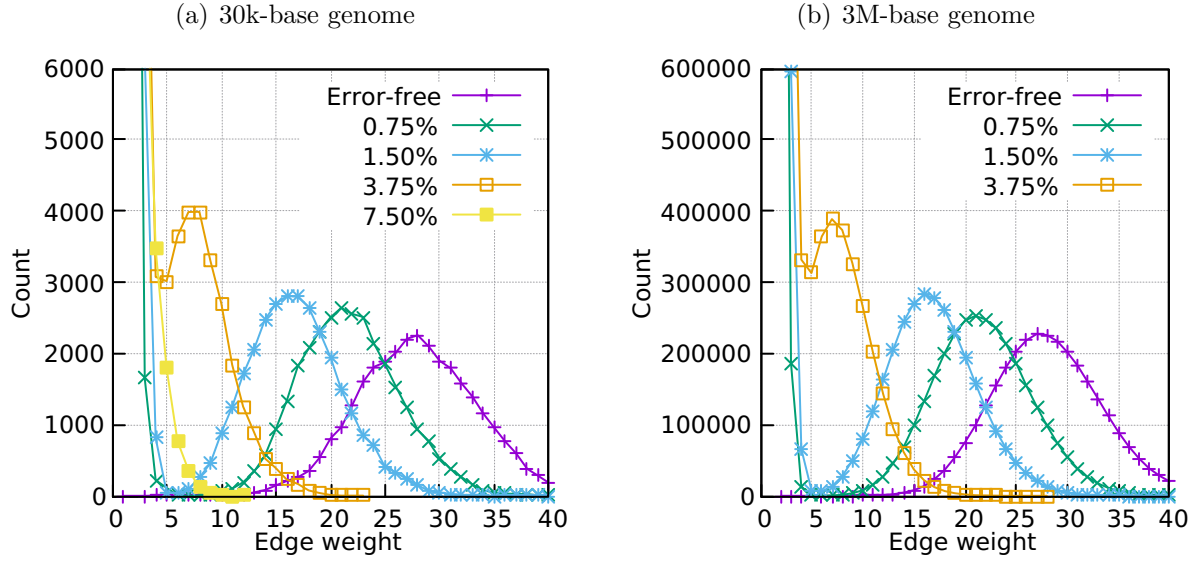 (a) 30k-base genome
6000
5000
4000
3000
2000
1000
0
Count
0 5 10 15 20 25 30 35 40
Edge weight
Error-free
0.75%
1.50%
3.75%
7.50%
(b) 3M-base genome
600000
500000
400000
300000
200000
100000
0
Count
0 5 10 15 20 25 30 35 40
Edge weight
Error-free
0.75%
1.50%
3.75%